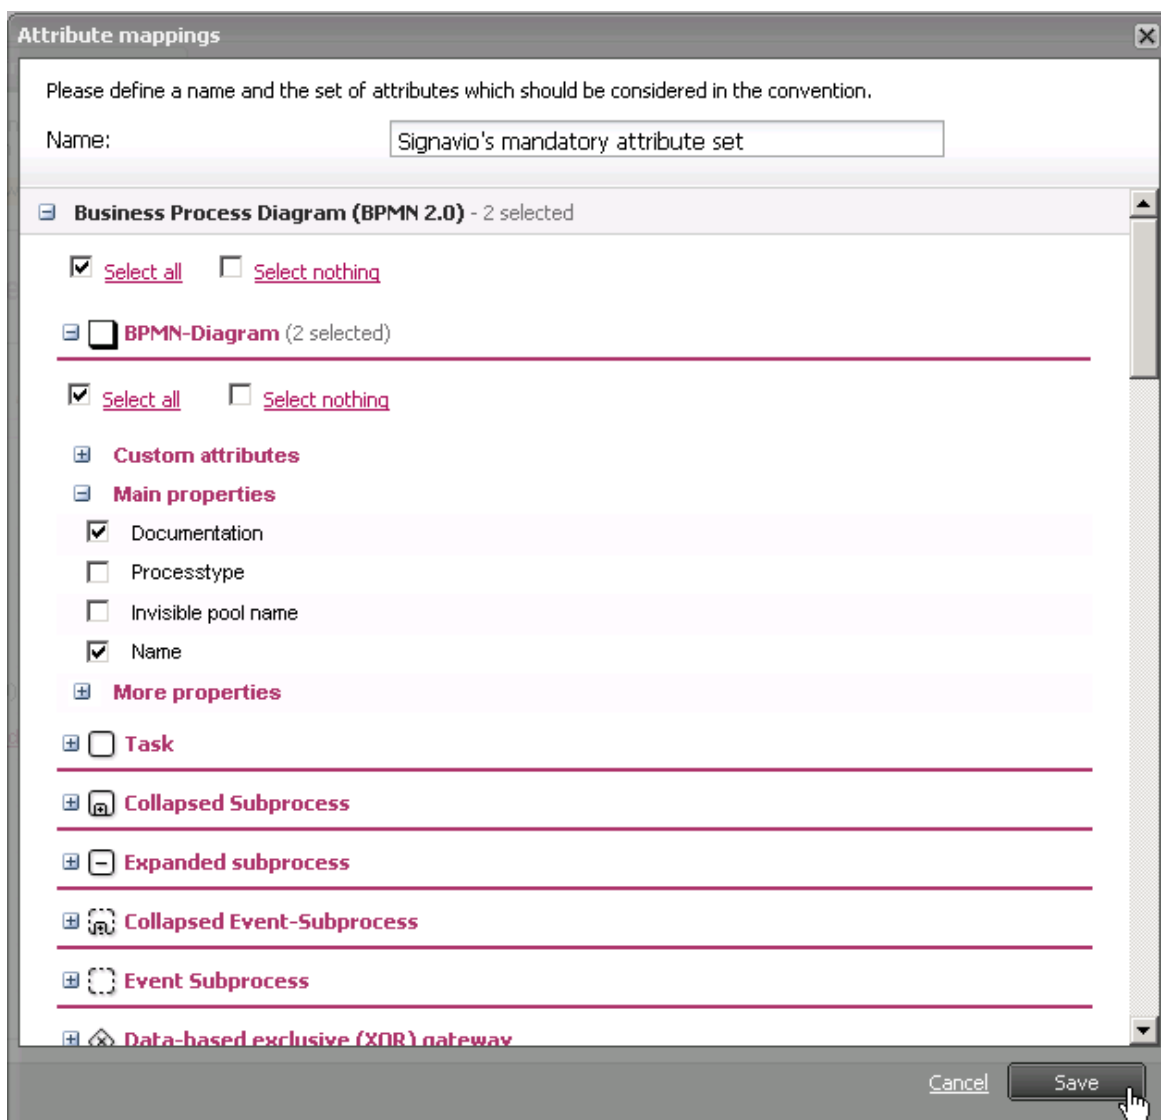 Attribute mappings
Please define a name and the set of attributes which should be considered in the convention.
Name: Signavio's mandatory attribute set
Business Process Diagram (BPMN 2.0) - 2 selected
Select all Select nothing
BPMN-Diagram (2 selected)
Select all Select nothing
Custom attributes
Main properties
Documentation
Processtype
Invisible pool name
Name
More properties
Task
Collapsed Subprocess
Expanded subprocess
Collapsed Event-Subprocess
Event Subprocess
Data-based exclusive (XOR) gateway
Cancel Save